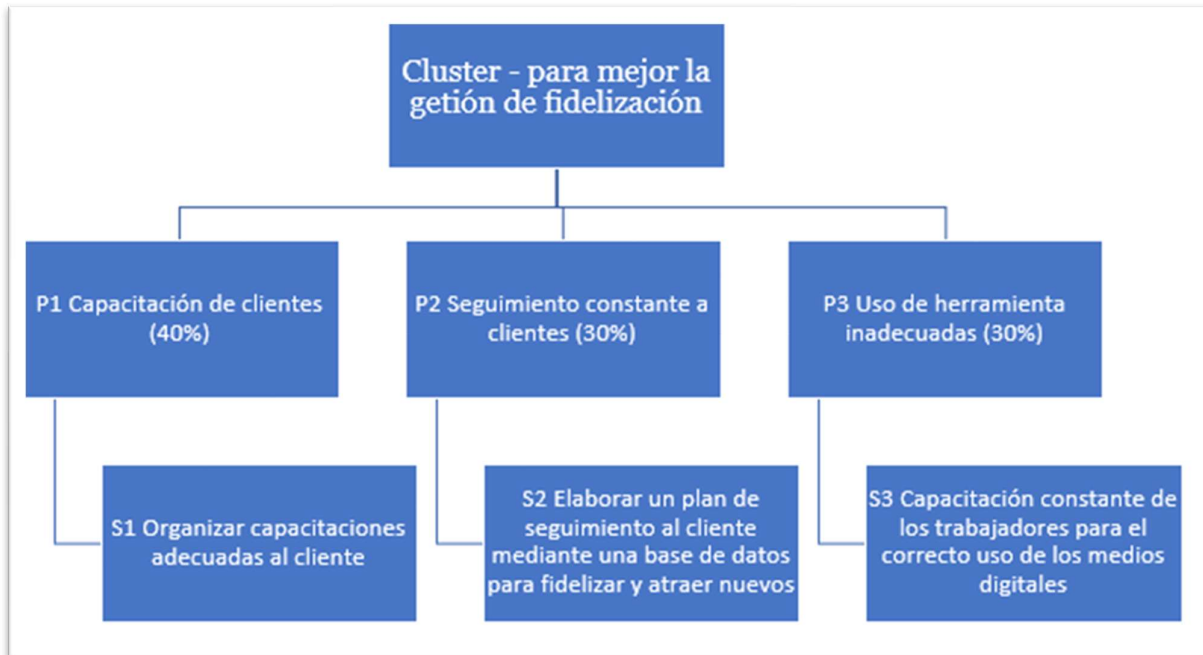 Cluster - para mejor la
getión de fidelización
P1 Capacitación de clientes
(40%)
P2 Seguimiento constante a
clientes (30%)
P3 Uso de herramienta
inadecuadas (30%)
S1 Organizar capacitaciones
adecuadas al cliente
S2 Elaborar un plan de
seguimiento al cliente
mediante una base de datos
para fidelizar y atraer nuevos
S3 Capacitación constante de
los trabajadores para el
correcto uso de los medios
digitales